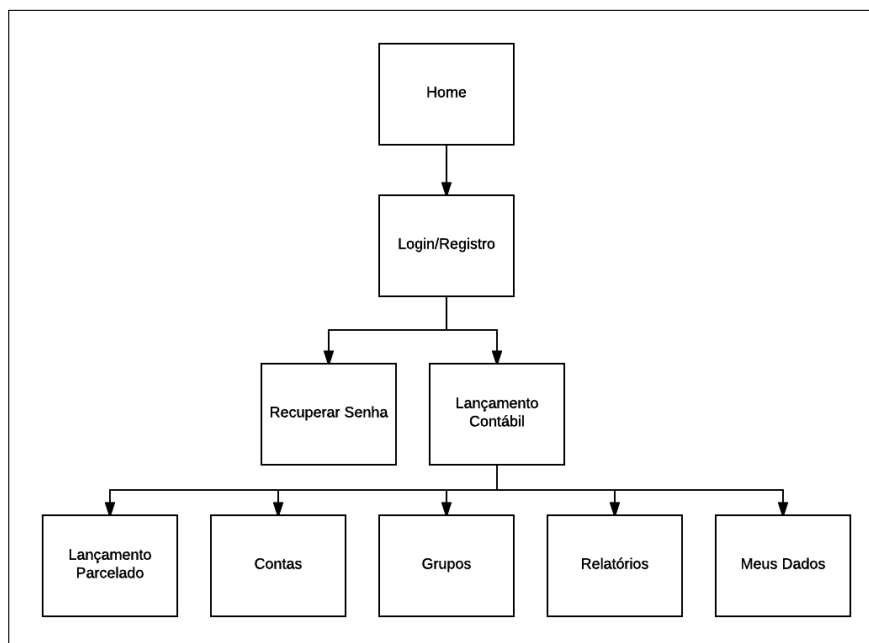 Home
Login/Registro
Recuperar Senha
Lançamento
Contábil
Lançamento
Parcelado
Contas
Grupos
Relatórios
Meus Dados